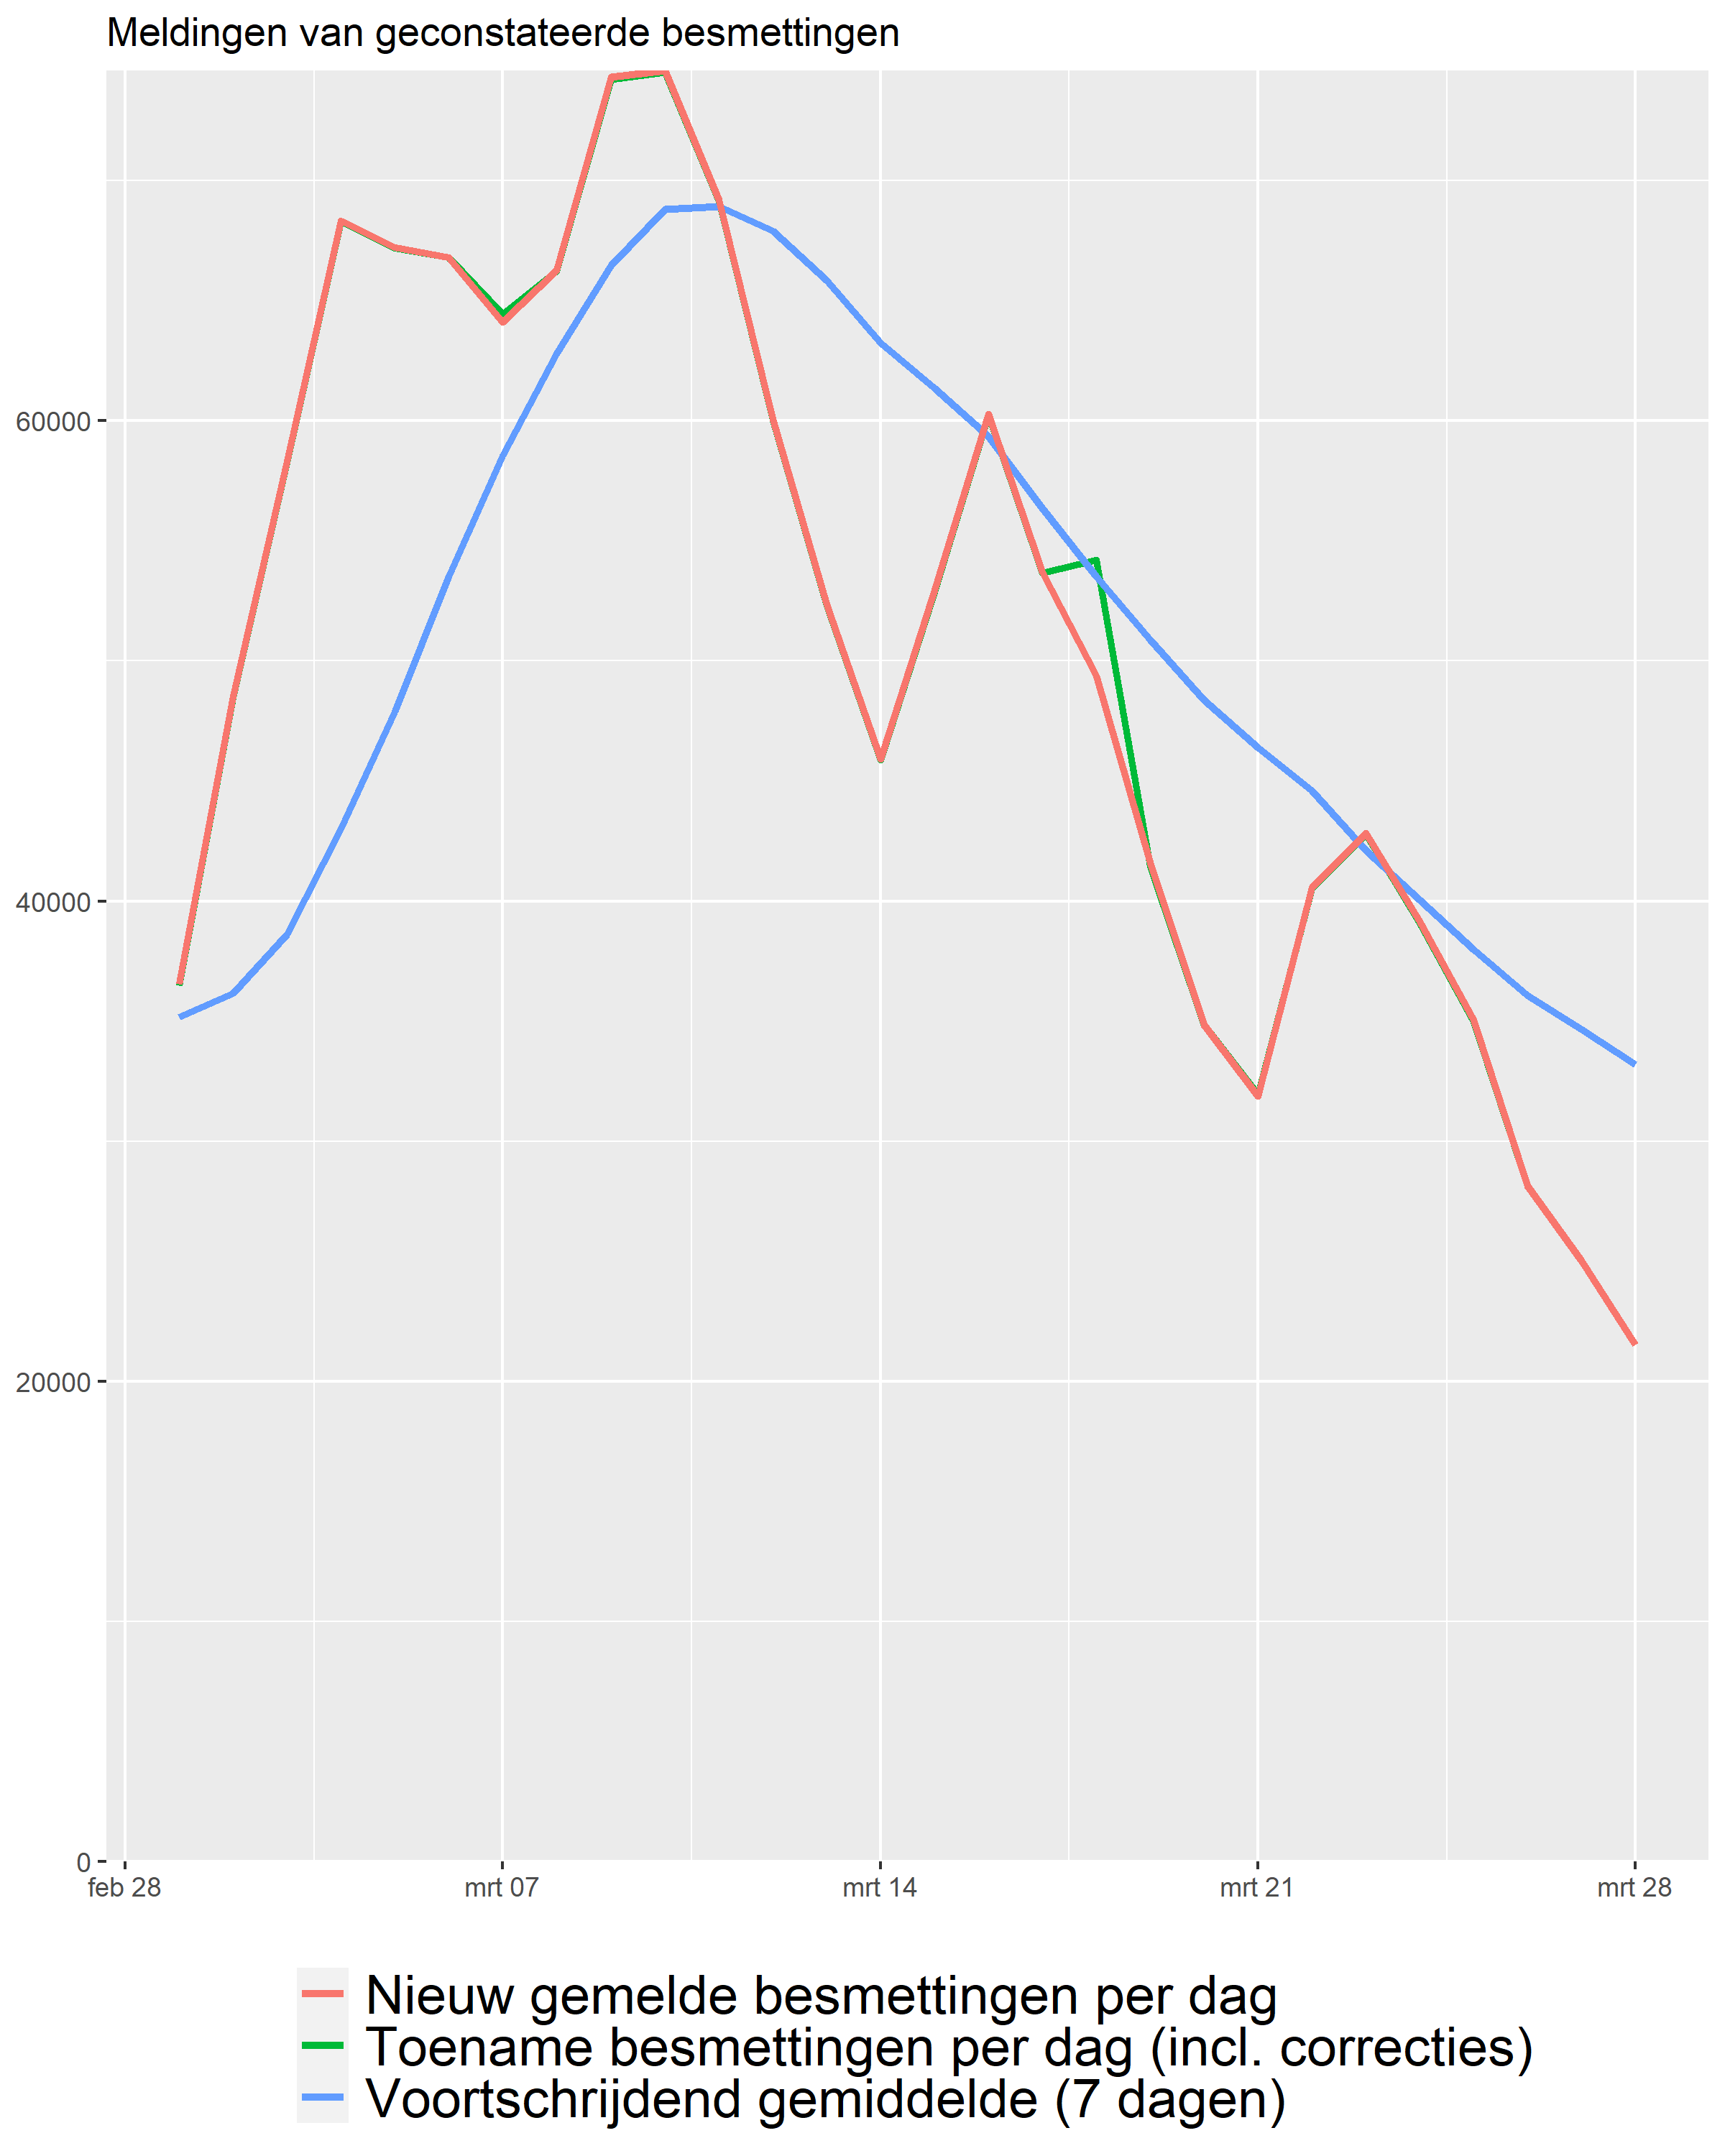 Meldingen van geconstateerde besmettingen
60000
40000
20000
0
feb 28 mrt 07 mrt 14 mrt 21 mrt 28
Nieuw gemelde besmettingen per dag
Toename besmettingen per dag (incl. correcties)
Voortschrijdend gemiddelde (7 dagen)